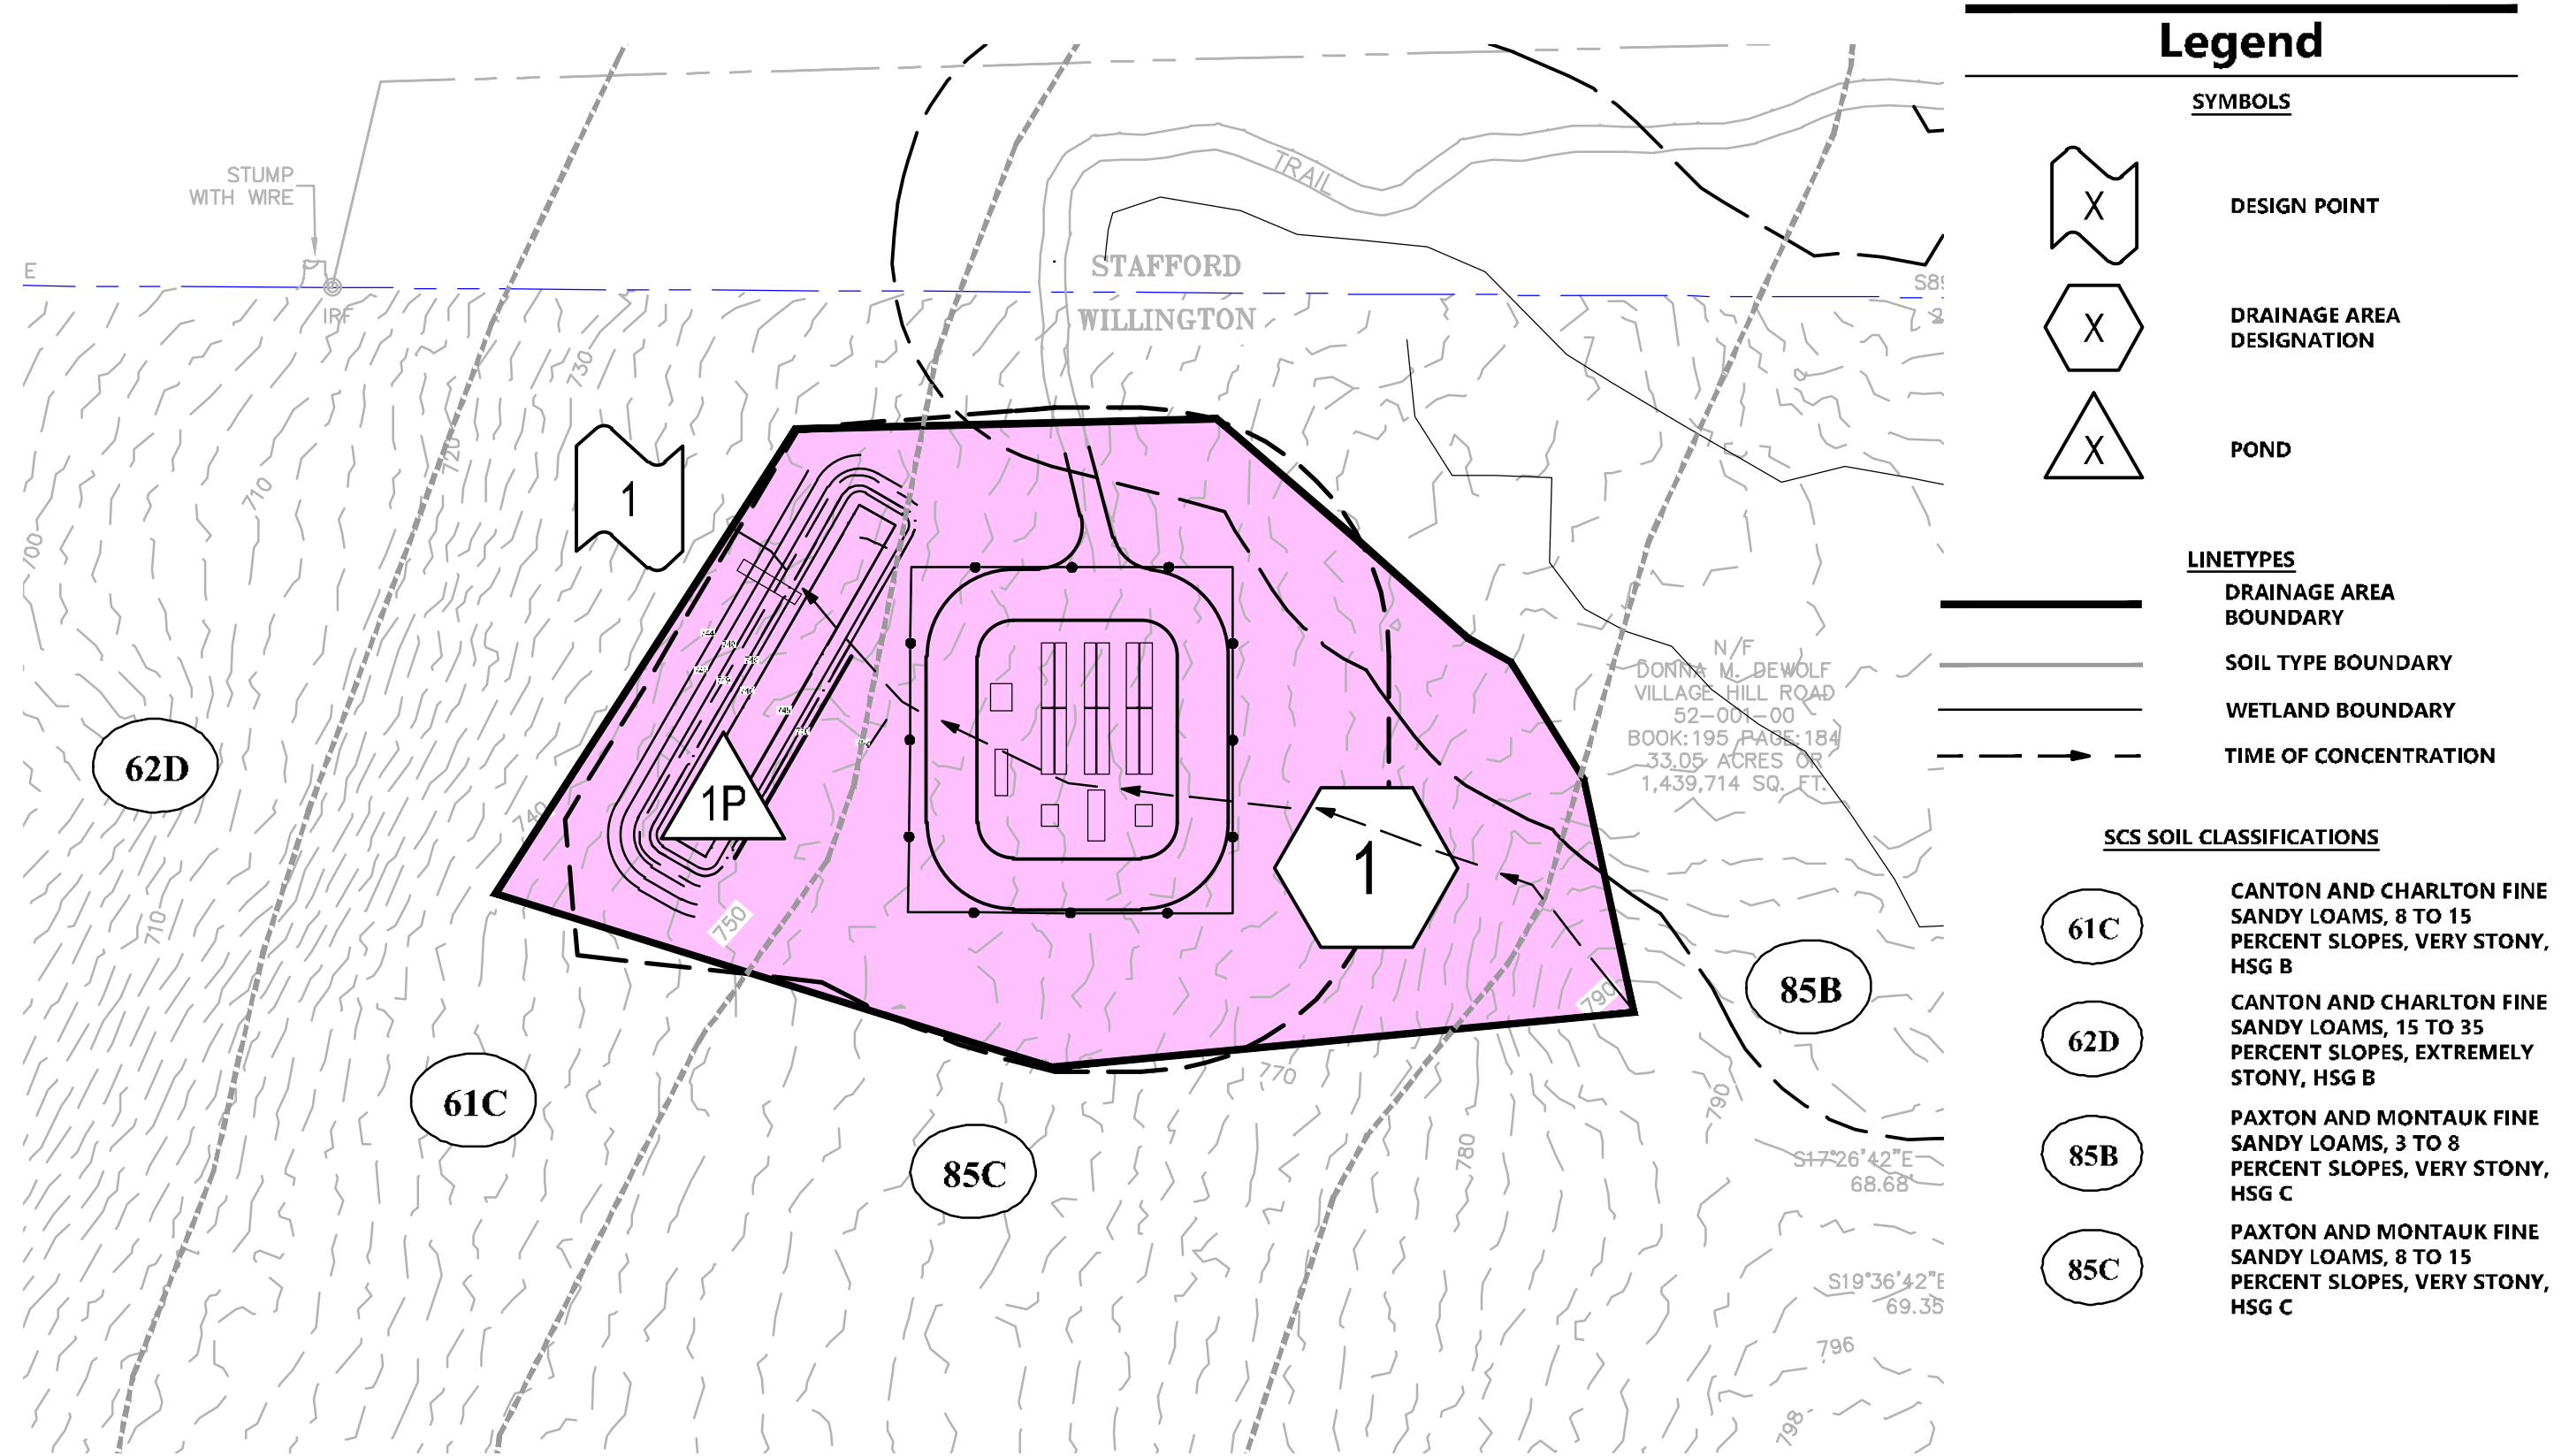 Legend
SYMBOLS
X
DESIGN POINT
X
DRAINAGE AREA
DESIGNATION
X
POND
LINETYPES
DRAINAGE AREA
BOUNDARY
SOIL TYPE BOUNDARY
WETLAND BOUNDARY
TIME OF CONCENTRATION
SCS SOIL CLASSIFICATIONS
61C
CANTON AND CHARLTON FINE
SANDY LOAMS, 8 TO 15
PERCENT SLOPES, VERY STONY,
HSG B
62D
CANTON AND CHARLTON FINE
SANDY LOAMS, 15 TO 35
PERCENT SLOPES, EXTREMELY
STONY, HSG B
85B
PAXTON AND MONTAUK FINE
SANDY LOAMS, 3 TO 8
PERCENT SLOPES, VERY STONY,
HSG C
85C
PAXTON AND MONTAUK FINE
SANDY LOAMS, 8 TO 15
PERCENT SLOPES, VERY STONY,
HSG C
STUMP
WITH WIRE
E
IRF
TRAIL
STAFFORD
WILLINGTON
S89
730
720
710
700
1
N/F
DONNA M. DEWOLF
VILLAGE HILL ROAD
52-001-00
BOOK:195 PAGE:184
33.05 ACRES OR
1,439,714 SQ. FT.
62D
740
1P
1
710
750
790
85B
61C
770
85C
780
790
S17°26'42"E
68.68'
S19°36'42"E
69.35
796
798